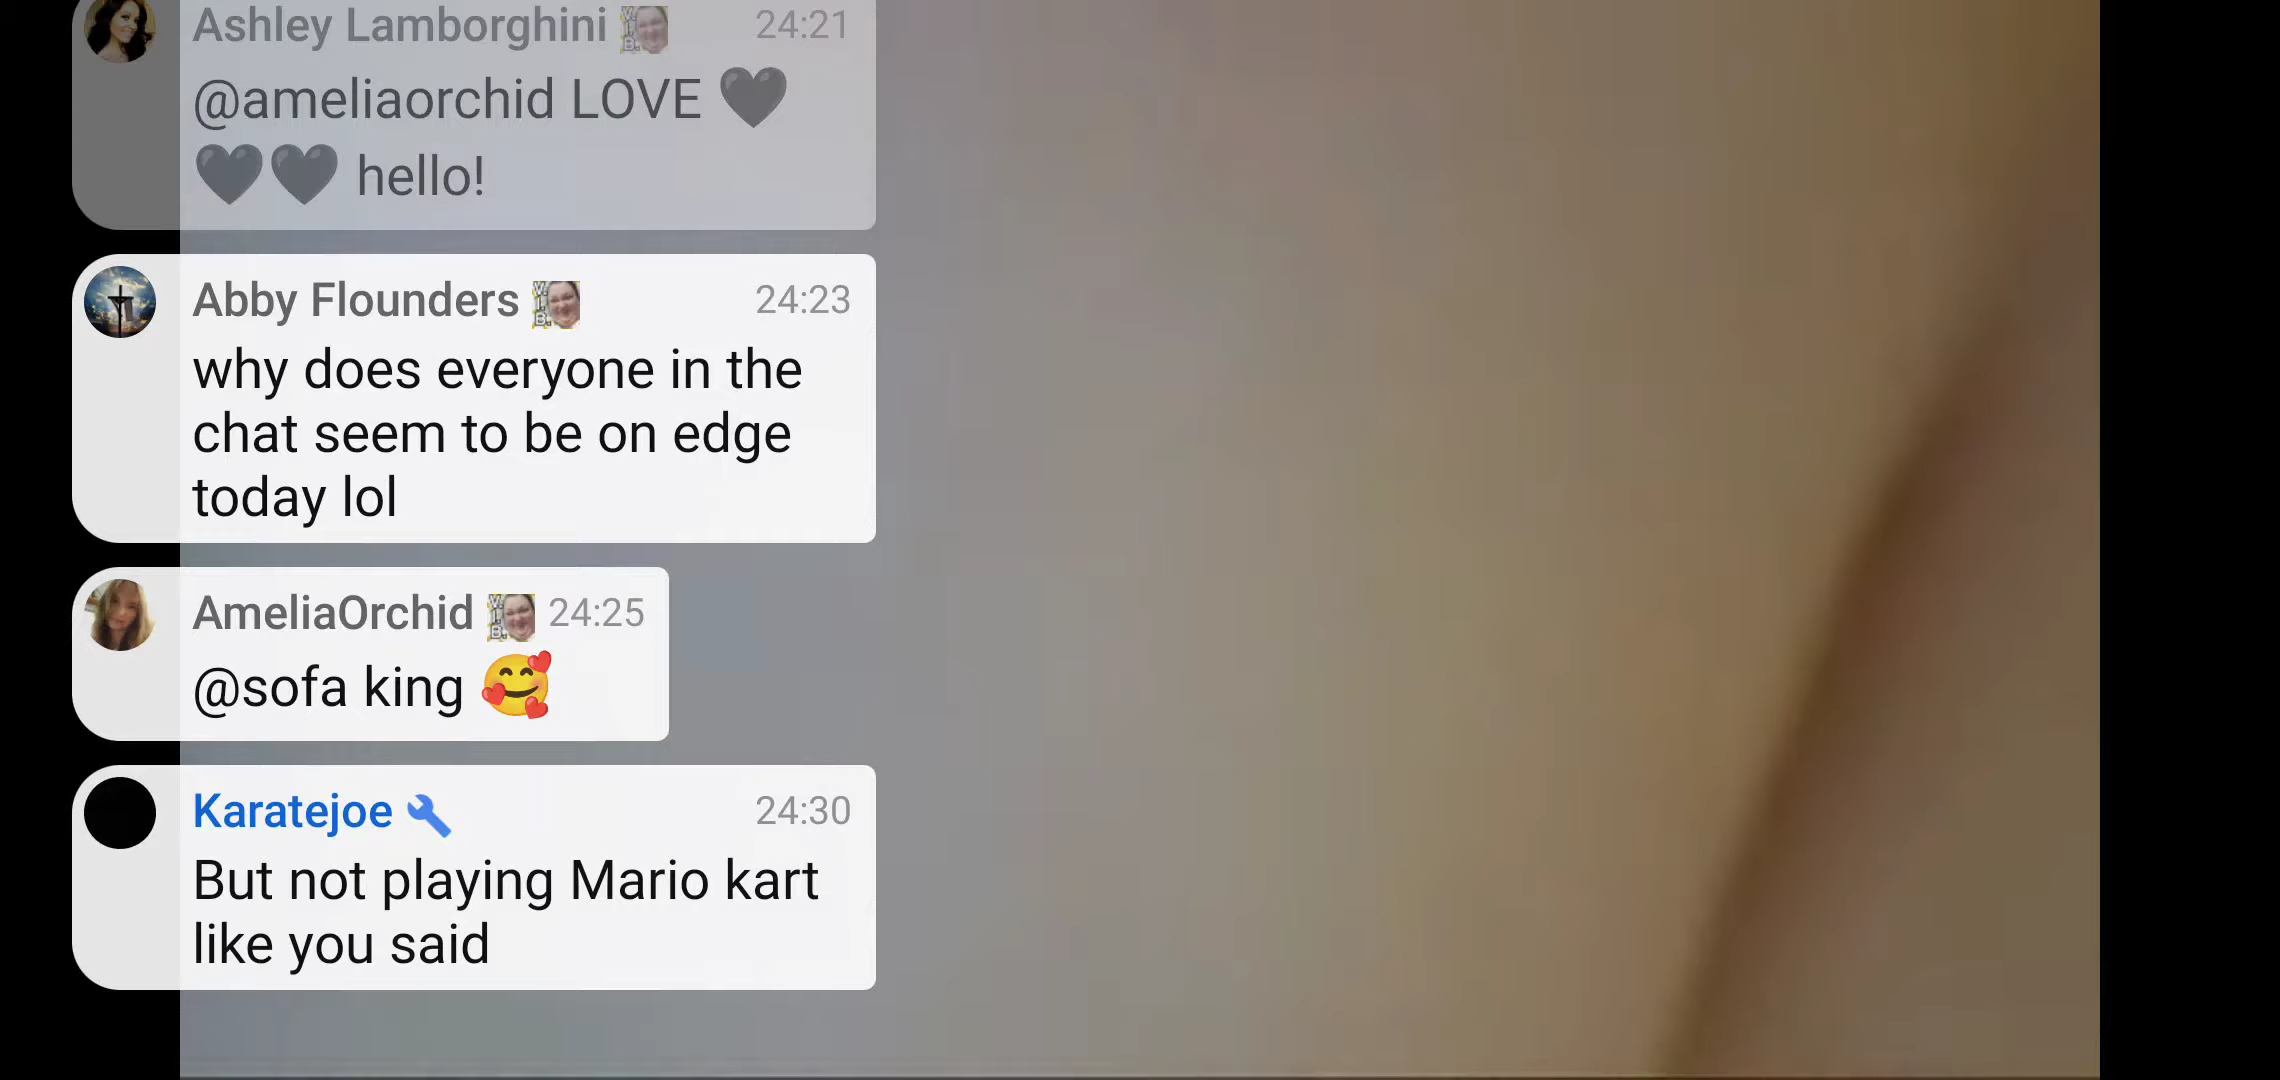 Ashley Lamborghini 24:21
@ameliaorchid LOVE 🖤
🖤🖤 hello!
Abby Flounders 24:23
why does everyone in the
chat seem to be on edge
today lol
AmeliaOrchid 24:25
@sofa king 🥰
Karatejoe 24:30
But not playing Mario kart
like you said